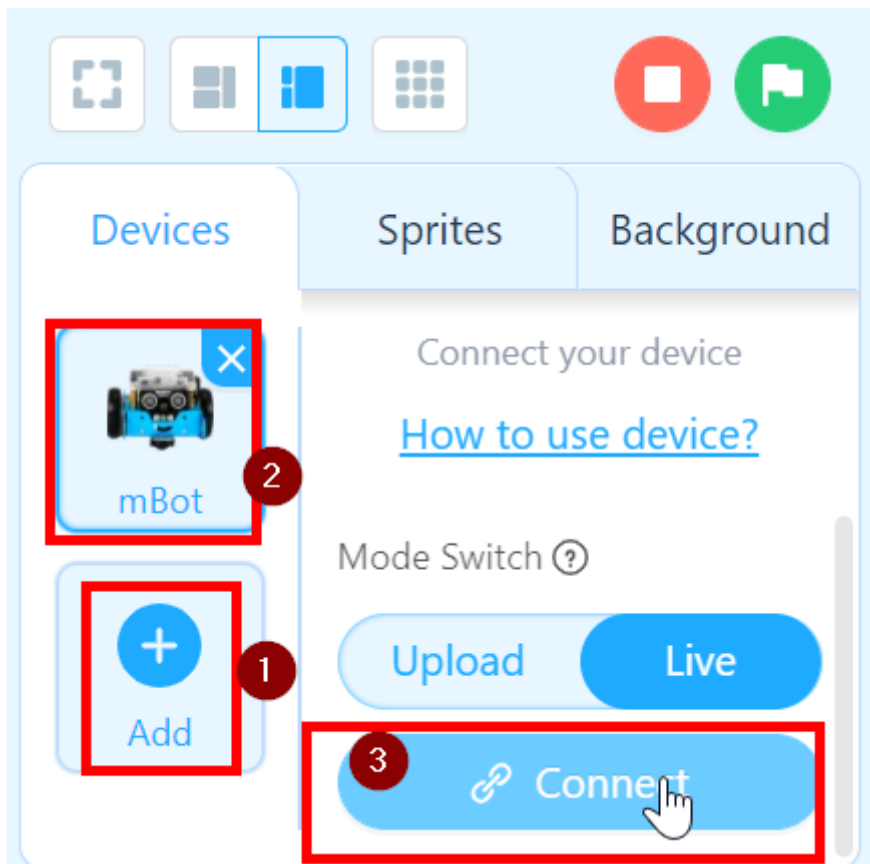 Devices
Sprites
Background
Connect your device
How to use device?
mBot
2
Mode Switch ?
Upload
Live
Add
1
3
Connect